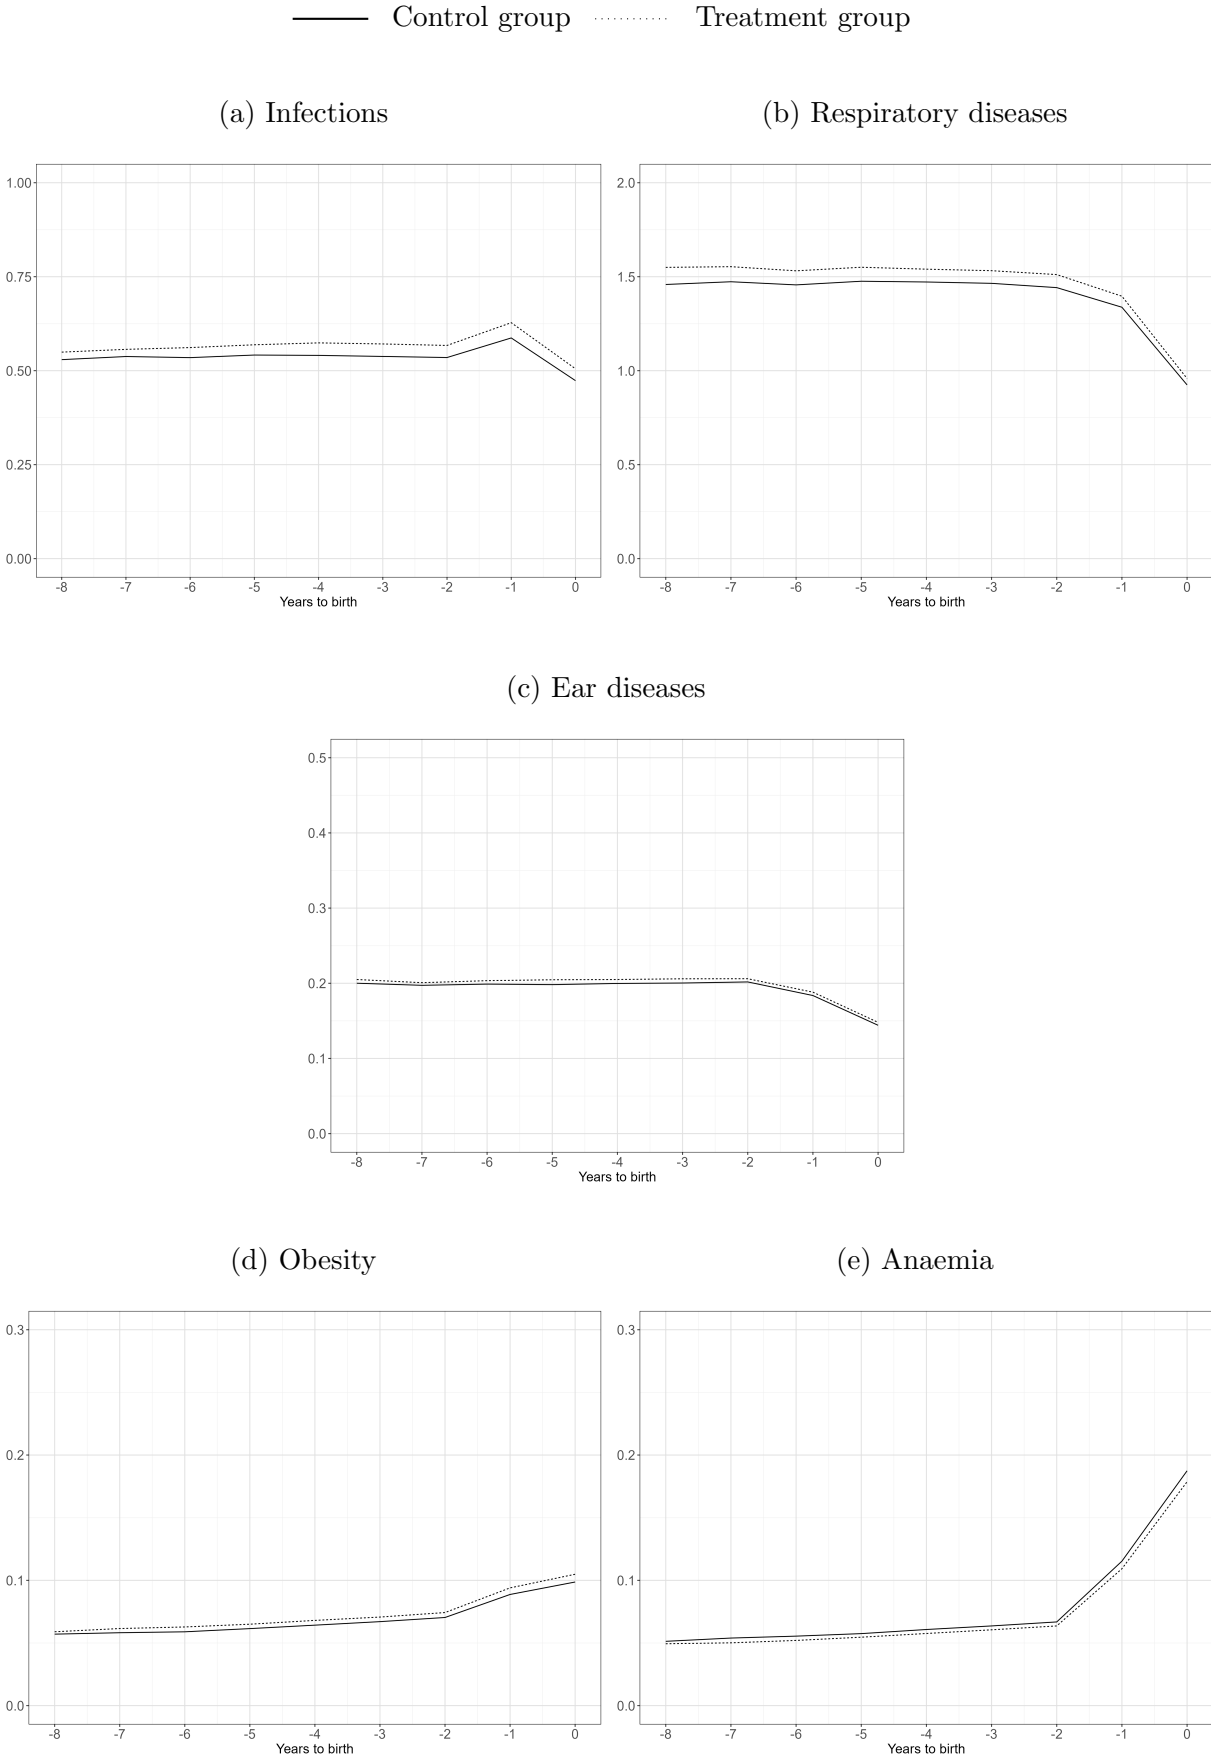 Control group Treatment group
(a) Infections
(b) Respiratory diseases
1.00
0.75
0.50
0.25
0.00
-8 -7 -6 -5 -4 -3 -2 -1 0
Years to birth
2.0
1.5
1.0
0.5
0.0
-8 -7 -6 -5 -4 -3 -2 -1 0
Years to birth
(c) Ear diseases
0.5
0.4
0.3
0.2
0.1
0.0
-8 -7 -6 -5 -4 -3 -2 -1 0
Years to birth
(d) Obesity
(e) Anaemia
0.3
0.2
0.1
0.0
-8 -7 -6 -5 -4 -3 -2 -1 0
Years to birth
0.3
0.2
0.1
0.0
-8 -7 -6 -5 -4 -3 -2 -1 0
Years to birth